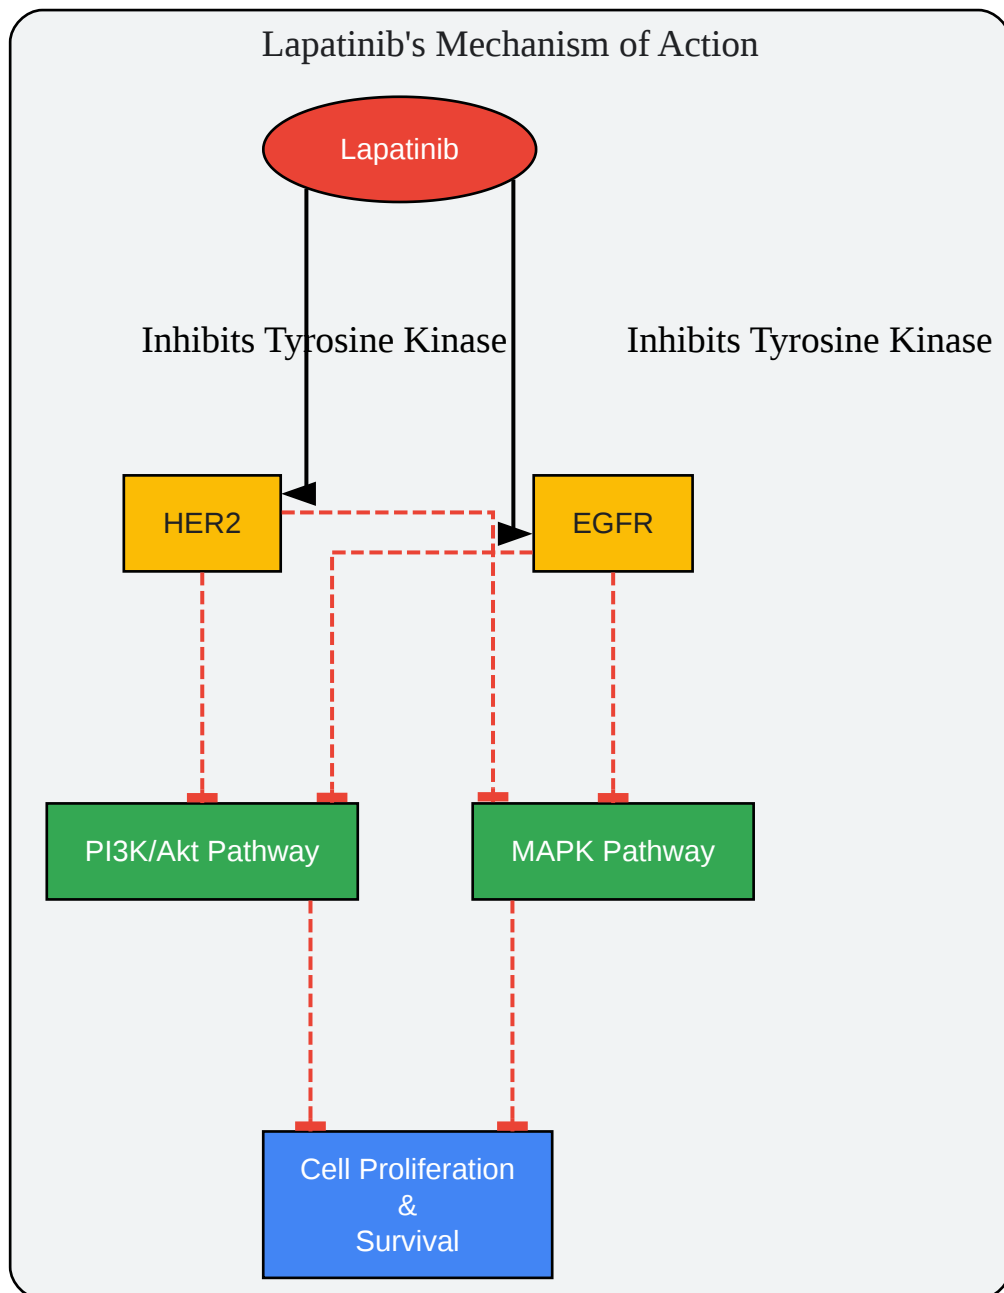 Lapatinib's Mechanism of Action
Lapatinib
Inhibits Tyrosine Kinase
Inhibits Tyrosine Kinase
HER2
EGFR
PI3K/Akt Pathway
MAPK Pathway
Cell Proliferation
&
Survival